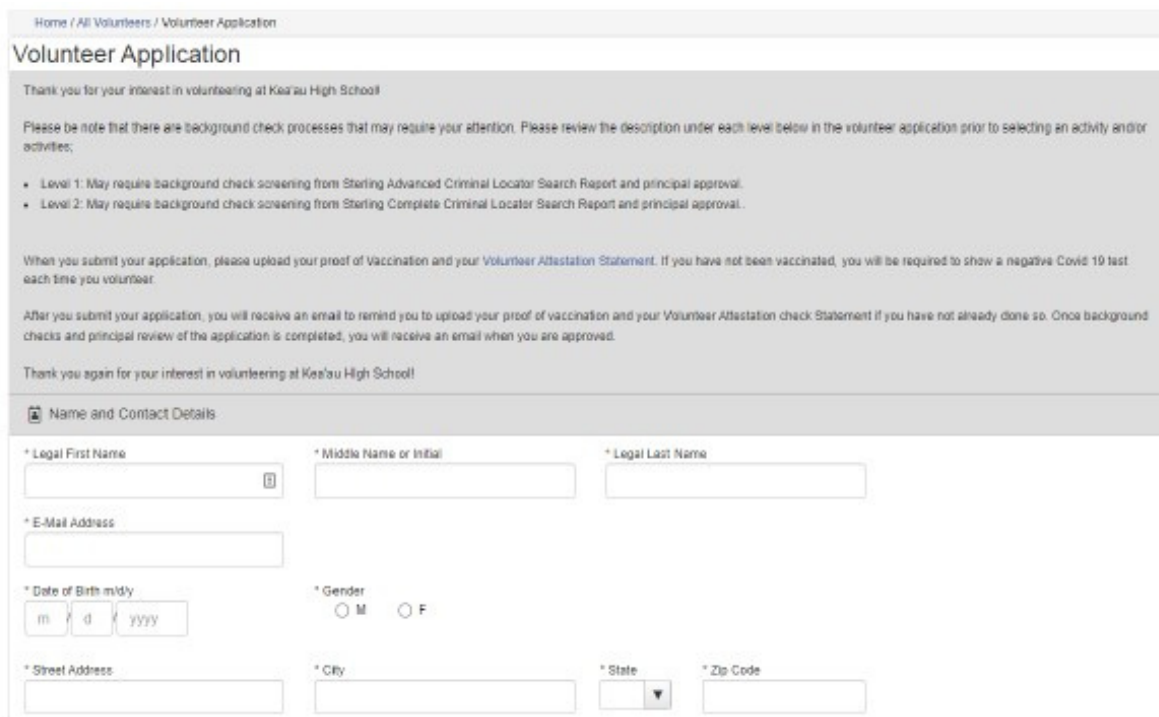 Home / All Volunteers / Volunteer Application
Volunteer Application
Thank you for your interest in volunteering at Kea'au High School!
Please be note that there are background check processes that may require your attention. Please review the description under each level below in the volunteer application prior to selecting an activity and/or
activities;
• Level 1: May require background check screening from Sterling Advanced Criminal Locator Search Report and principal approval.
• Level 2: May require background check screening from Sterling Complete Criminal Locator Search Report and principal approval..
When you submit your application, please upload your proof of Vaccination and your Volunteer Attestation Statement. If you have not been vaccinated, you will be required to show a negative Covid 19 test
each time you volunteer.
After you submit your application, you will receive an email to remind you to upload your proof of vaccination and your Volunteer Attestation check Statement if you have not already done so. Once background
checks and principal review of the application is completed, you will receive an email when you are approved.
Thank you again for your interest in volunteering at Kea'au High School!
Name and Contact Details
* Legal First Name * Middle Name or Initial * Legal Last Name
* E-Mail Address
* Date of Birth m/d/y * Gender
m / d / yyyy M F
* Street Address * City * State * Zip Code